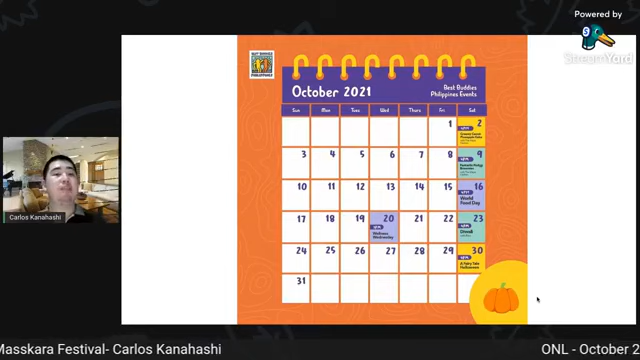 Powered by
StreamYard
BEST BUDDIES
PHILIPPINES
October 2021
Best Buddies
Philippines Events
Sun Mon Tues Wed Thurs Fri Sat
1 2
3 4 5 6 7 8 9
10 11 12 13 14 15 16
World
Food Day
17 18 19 20 21 22 23
Wellness
Wednesday
Diwali
24 25 26 27 28 29 30
A Fairy Tale
Halloween
31
Carlos Kanahashi
Masskara Festival- Carlos Kanahashi
ONL - October 2